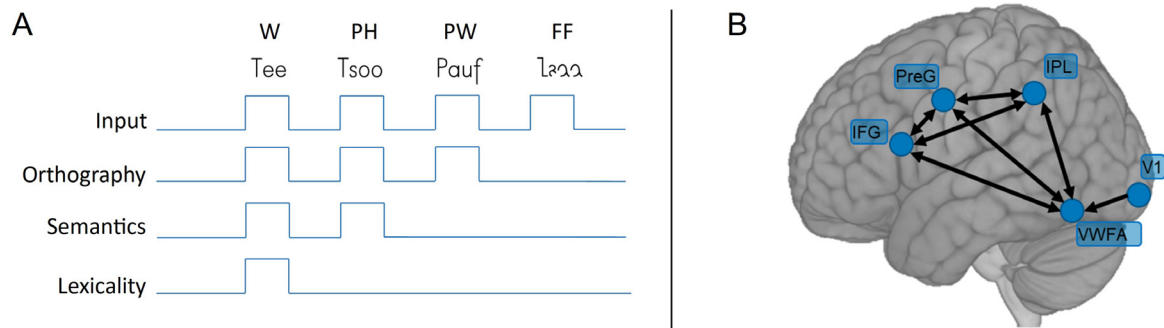 A
W PH PW FF
Tee Tsoo Pauf
Input
Orthography
Semantics
Lexicality
B
PreG
IPL
IFG
V1
VWFA